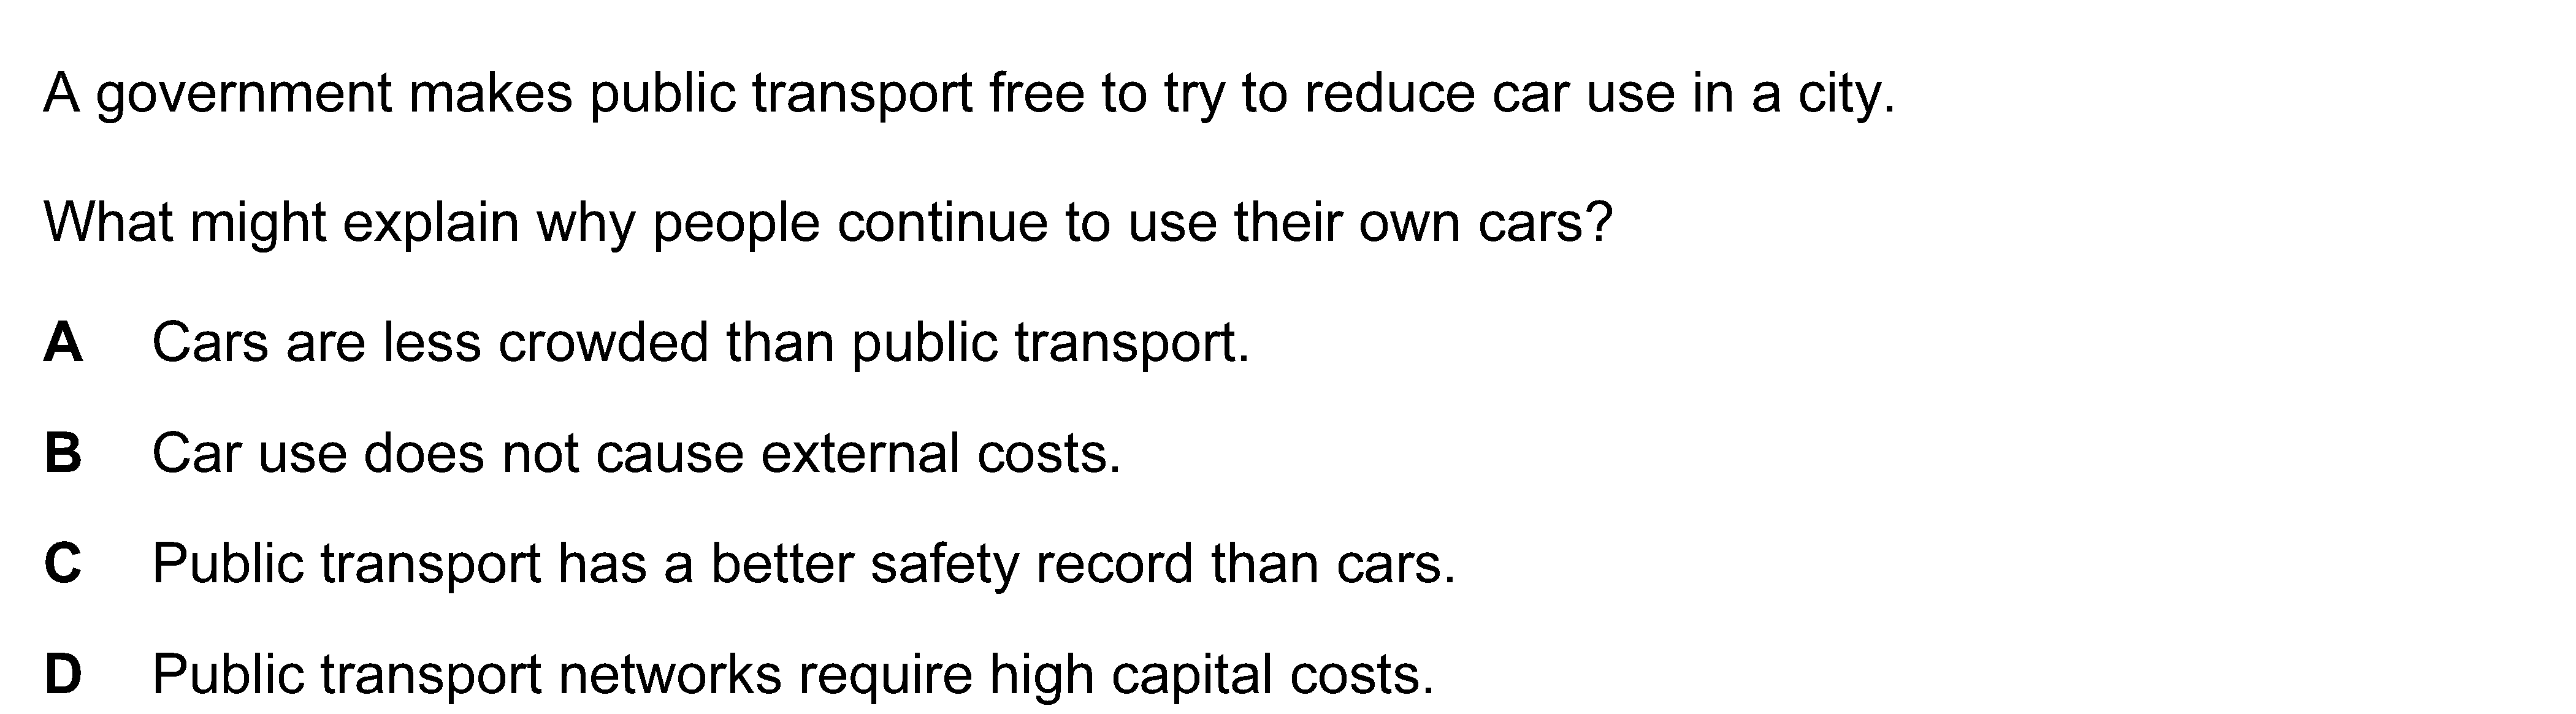 A government makes public transport free to try to reduce car use in a city.
What might explain why people continue to use their own cars?
A Cars are less crowded than public transport.
B Car use does not cause external costs.
C Public transport has a better safety record than cars.
D Public transport networks require high capital costs.